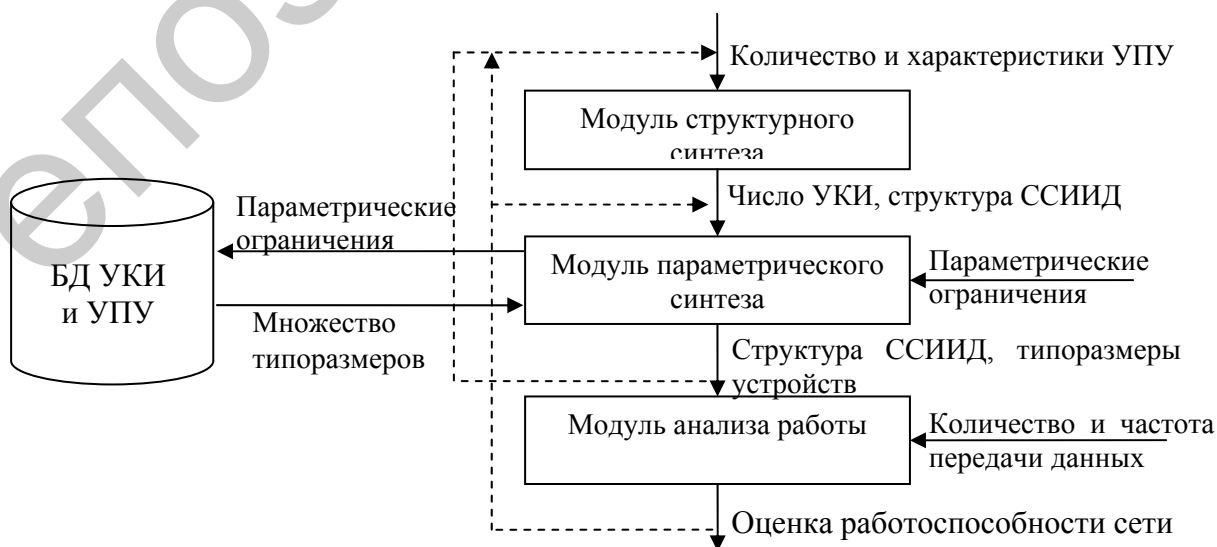 Количество и характеристики УПУ
Модуль структурного
синтеза
Число УКИ, структура ССИИД
Параметрические
ограничения
БД УКИ
и УПУ
Модуль параметрического
синтеза
Параметрические
ограничения
Множество
типоразмеров
Структура ССИИД, типоразмеры
устройств
Модуль анализа работы
Количество и частота
передачи данных
Оценка работоспособности сети